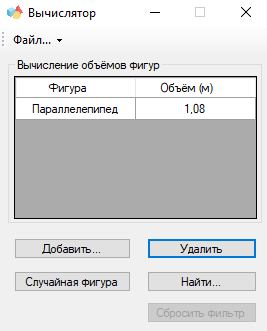 Вычислятор
Файл...
Вычисление объёмов фигур
Фигура Объём (м)
Параллелепипед 1,08
Добавить... Удалить
Случайная фигура Найти...
Сбросить фильтр